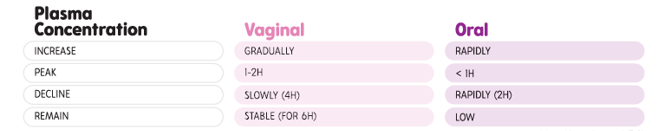 Plasma
Concentration Vaginal Oral
INCREASE GRADUALLY RAPIDLY
PEAK 1-2H < 1H
DECLINE SLOWLY (4H) RAPIDLY (2H)
REMAIN STABLE (FOR 6H) LOW